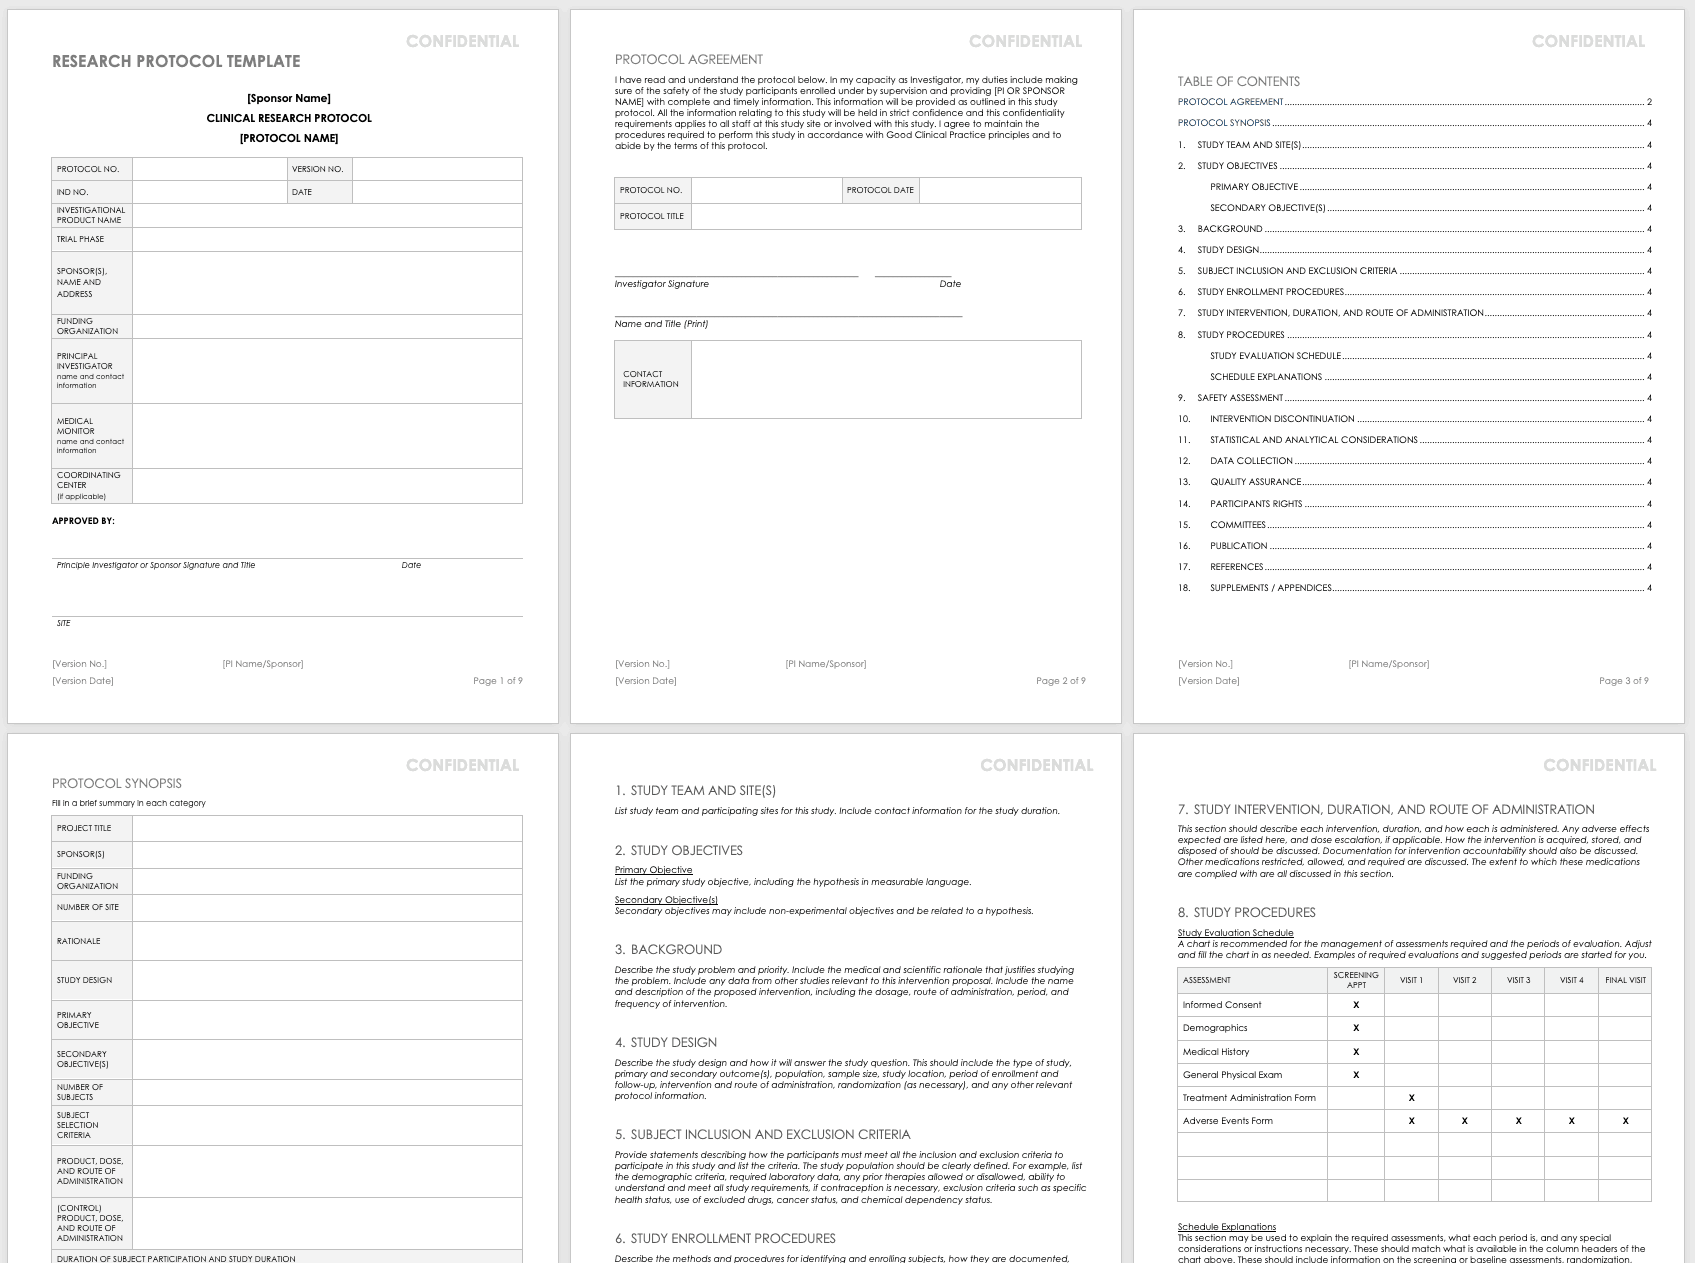 CONFIDENTIAL
RESEARCH PROTOCOL TEMPLATE
[Sponsor Name]
CLINICAL RESEARCH PROTOCOL
[PROTOCOL NAME]
PROTOCOL NO. VERSION NO.
IND NO. DATE
INVESTIGATIONAL
PRODUCT NAME
TRIAL PHASE
SPONSOR(S),
NAME AND
ADDRESS
FUNDING
ORGANIZATION
PRINCIPAL
INVESTIGATOR
name and contact
information
MEDICAL
MONITOR
name and contact
information
COORDINATING
CENTER
(if applicable)
APPROVED BY:
Principle Investigator or Sponsor Signature and Title Date
SITE
[Version No.] [PI Name/Sponsor]
[Version Date] Page 1 of 9
CONFIDENTIAL
PROTOCOL AGREEMENT
I have read and understand the protocol below. In my capacity as Investigator, my duties include making
sure of the safety of the study participants enrolled under by supervision and providing [PI OR SPONSOR
NAME] with complete and timely information. This information will be provided as outlined in this study
protocol. All the information relating to this study will be held in strict confidence and this confidentiality
requirements applies to all staff at this study site or involved with this study. I agree to maintain the
procedures required to perform this study in accordance with Good Clinical Practice principles and to
abide by the terms of this protocol.
PROTOCOL NO. PROTOCOL DATE
PROTOCOL TITLE
Investigator Signature Date
Name and Title (Print)
CONTACT
INFORMATION
[Version No.] [PI Name/Sponsor]
[Version Date] Page 2 of 9
CONFIDENTIAL
TABLE OF CONTENTS
PROTOCOL AGREEMENT 2
PROTOCOL SYNOPSIS 4
1. STUDY TEAM AND SITE(S) 4
2. STUDY OBJECTIVES 4
PRIMARY OBJECTIVE 4
SECONDARY OBJECTIVE(S) 4
3. BACKGROUND 4
4. STUDY DESIGN 4
5. SUBJECT INCLUSION AND EXCLUSION CRITERIA 4
6. STUDY ENROLLMENT PROCEDURES 4
7. STUDY INTERVENTION, DURATION, AND ROUTE OF ADMINISTRATION 4
8. STUDY PROCEDURES 4
STUDY EVALUATION SCHEDULE 4
SCHEDULE EXPLANATIONS 4
9. SAFETY ASSESSMENT 4
10. INTERVENTION DISCONTINUATION 4
11. STATISTICAL AND ANALYTICAL CONSIDERATIONS 4
12. DATA COLLECTION 4
13. QUALITY ASSURANCE 4
14. PARTICIPANTS RIGHTS 4
15. COMMITTEES 4
16. PUBLICATION 4
17. REFERENCES 4
18. SUPPLEMENTS / APPENDICES 4
[Version No.] [PI Name/Sponsor]
[Version Date] Page 3 of 9
CONFIDENTIAL
PROTOCOL SYNOPSIS
Fill in a brief summary in each category
PROJECT TITLE
SPONSOR(S)
FUNDING
ORGANIZATION
NUMBER OF SITE
RATIONALE
STUDY DESIGN
PRIMARY
OBJECTIVE
SECONDARY
OBJECTIVE(S)
NUMBER OF
SUBJECTS
SUBJECT
SELECTION
CRITERIA
PRODUCT, DOSE,
AND ROUTE OF
ADMINISTRATION
(CONTROL)
PRODUCT, DOSE,
AND ROUTE OF
ADMINISTRATION
DURATION OF SUBJECT PARTICIPATION AND STUDY DURATION
CONFIDENTIAL
1. STUDY TEAM AND SITE(S)
List study team and participating sites for this study. Include contact information for the study duration.
2. STUDY OBJECTIVES
Primary Objective
List the primary study objective, including the hypothesis in measurable language.
Secondary Objective(s)
Secondary objectives may include non-experimental objectives and be related to a hypothesis.
3. BACKGROUND
Describe the study problem and priority. Include the medical and scientific rationale that justifies studying
the problem. Include any data from other studies relevant to this intervention proposal. Include the name
and description of the proposed intervention, including the dosage, route of administration, period, and
frequency of intervention.
4. STUDY DESIGN
Describe the study design and how it will answer the study question. This should include the type of study,
primary and secondary outcome(s), population, sample size, study location, period of enrollment and
follow-up, intervention and route of administration, randomization (as necessary), and any other relevant
protocol information.
5. SUBJECT INCLUSION AND EXCLUSION CRITERIA
Provide statements describing how the participants must meet all the inclusion and exclusion criteria to
participate in this study and list the criteria. The study population should be clearly defined. For example, list
the demographic criteria, required laboratory data, any prior therapies allowed or disallowed, ability to
understand and meet all study requirements, if contraception is necessary, exclusion criteria such as specific
health status, use of excluded drugs, cancer status, and chemical dependency status.
6. STUDY ENROLLMENT PROCEDURES
Describe the methods and procedures for identifying and enrolling subjects, how they are documented,
CONFIDENTIAL
7. STUDY INTERVENTION, DURATION, AND ROUTE OF ADMINISTRATION
This section should describe each intervention, duration, and how each is administered. Any adverse effects
expected are listed here, and dose escalation, if applicable. How the intervention is acquired, stored, and
disposed of should be discussed. Documentation for intervention accountability should also be discussed.
Other medications restricted, allowed, and required are discussed. The extent to which these medications
are complied with are all discussed in this section.
8. STUDY PROCEDURES
Study Evaluation Schedule
A chart is recommended for the management of assessments required and the periods of evaluation. Adjust
and fill the chart in as needed. Examples of required evaluations and suggested periods are started for you.
ASSESSMENT SCREENING APPT VISIT 1 VISIT 2 VISIT 3 VISIT 4 FINAL VISIT
Informed Consent X
Demographics X
Medical History X
General Physical Exam X
Treatment Administration Form X
Adverse Events Form X X X X X
Schedule Explanations
This section may be used to explain the required assessments, what each period is, and any special
considerations or instructions necessary. These should match what is available in the column headers of the
chart above. These should include information on the screening or baseline assessments, randomization,